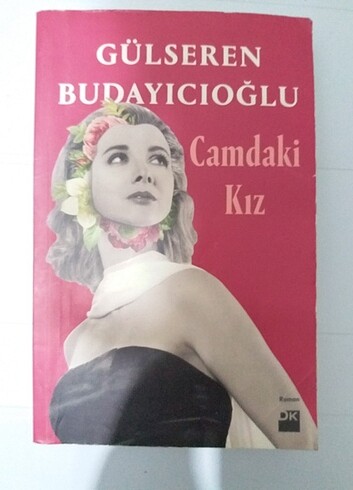 GÜLSEREN
BUDAYICIOĞLU
Camdaki
Kız
Roman
DK